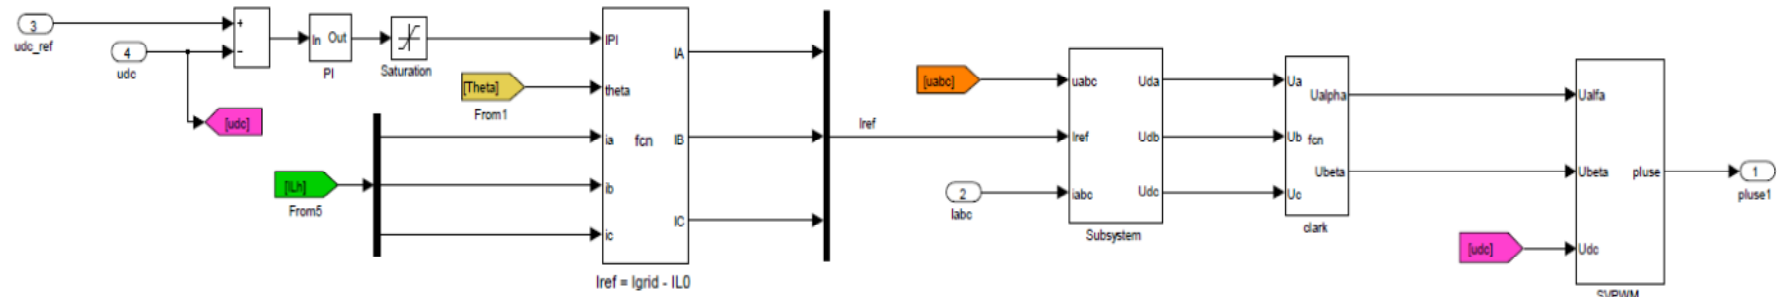 3
udc_ref
4
udc
+
−
[udc]
In Out
PI
Saturation
[Theta]
From1
[ILh]
From5
IPI
theta
ia
ib
ic
fcn
IA
IB
IC
Iref = Igrid - IL0
Iref
[uabc]
2
Iabc
uabc
Iref
iabc
Uda
Udb
Udc
Subsystem
Ua
Ub
Uc
fcn
Ualpha
Ubeta
clark
[udc]
Ualfa
Ubeta
Udc
pluse
SVPWM
1
pluse1